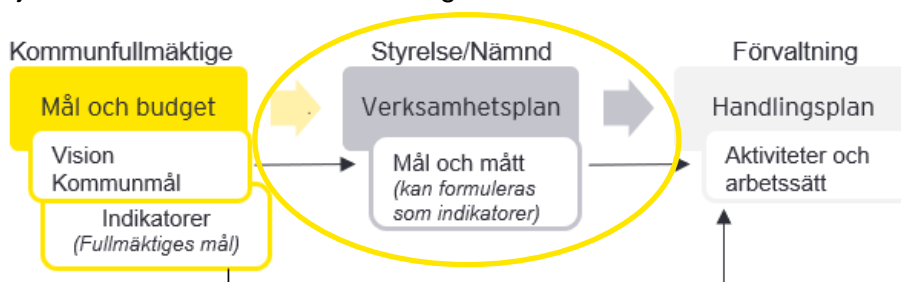 Kommunfullmäktige
Mål och budget
Vision
Kommunmål
Indikatorer
(Fullmäktiges mål)
Styrelse/Nämnd
Verksamhetsplan
Mål och mått
(kan formuleras
som indikatorer)
Förvaltning
Handlingsplan
Aktiviteter och
arbetssätt